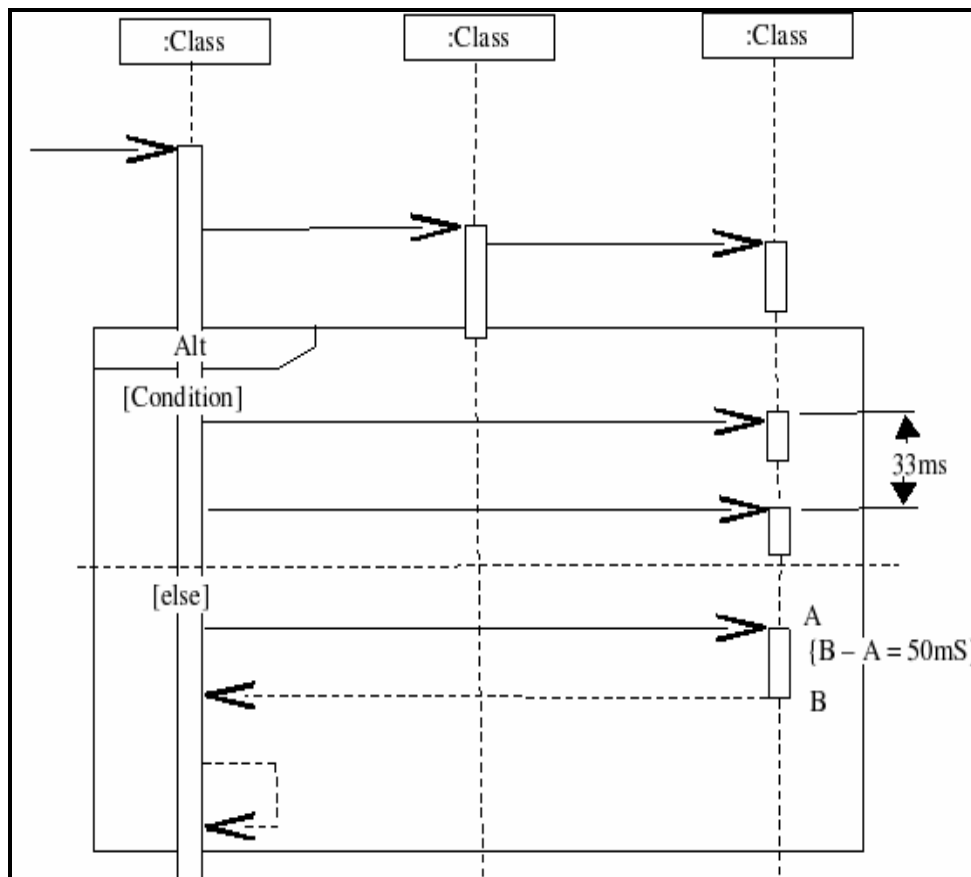 :Class
:Class
:Class
Alt
[Condition]
33ms
[else]
A
{B – A = 50mS}
B